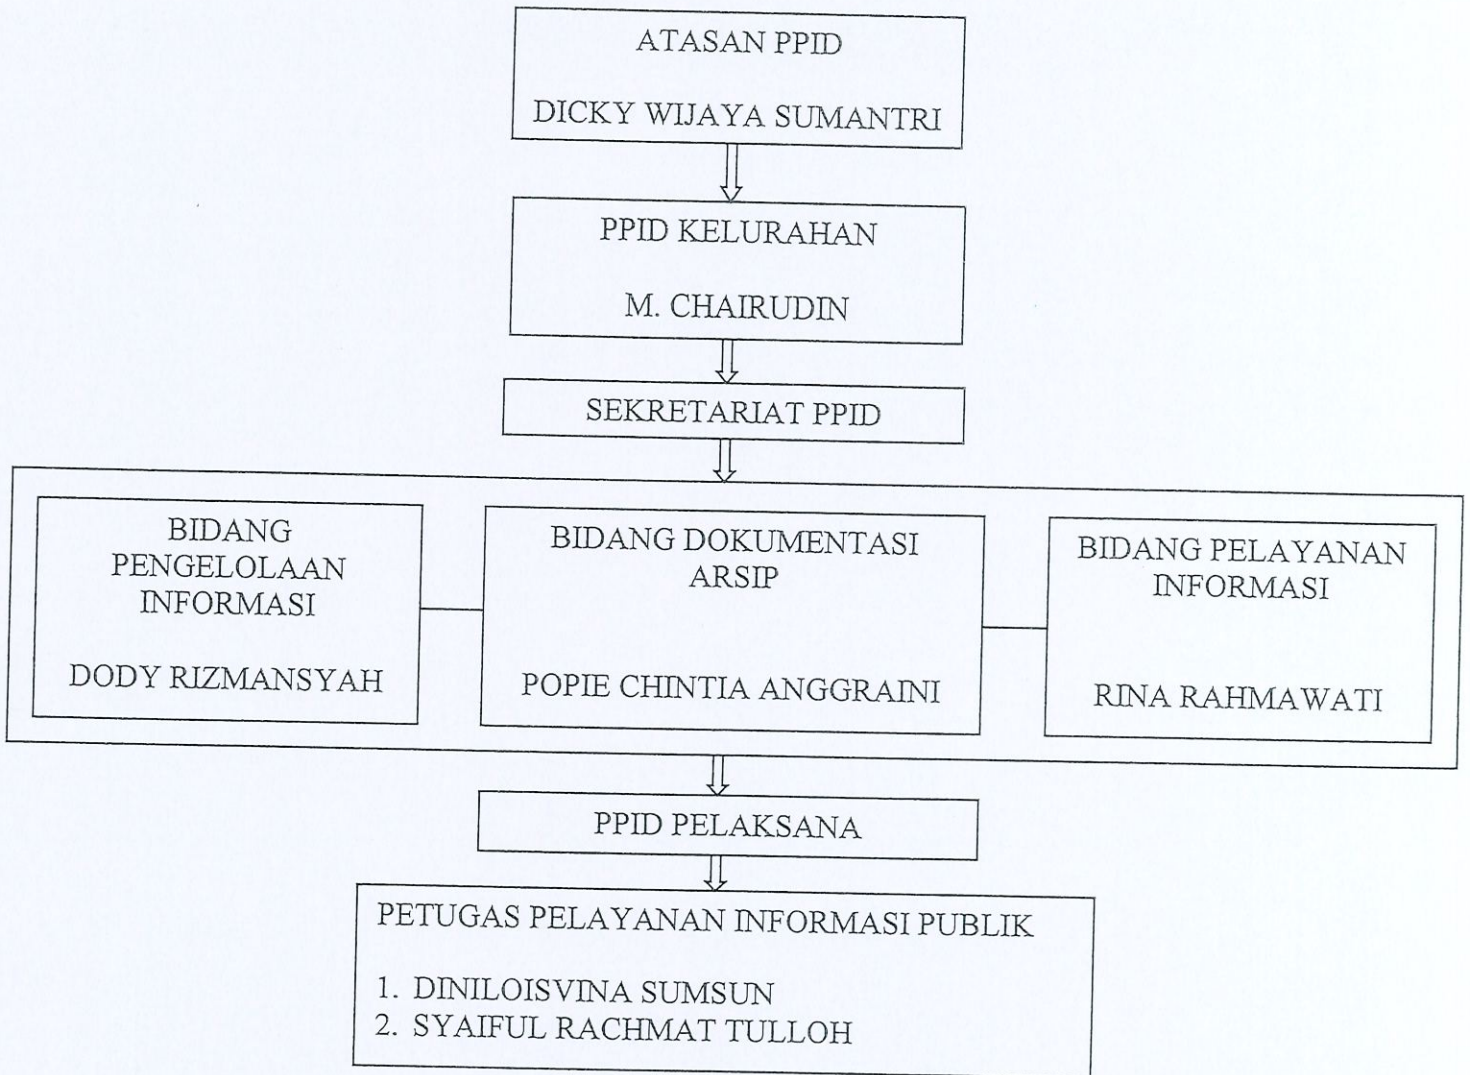 ATASAN PPID
DICKY WIJAYA SUMANTRI
PPID KELURAHAN
M. CHAIRUDIN
SEKRETARIAT PPID
BIDANG
PENGELOLAAN
INFORMASI
DODY RIZMANSYAH
BIDANG DOKUMENTASI
ARSIP
POPIE CHINTIA ANGGRAINI
BIDANG PELAYANAN
INFORMASI
RINA RAHMAWATI
PPID PELAKSANA
PETUGAS PELAYANAN INFORMASI PUBLIK
1. DINILOISVINA SUMSUN
2. SYAIFUL RACHMAT TULLOH